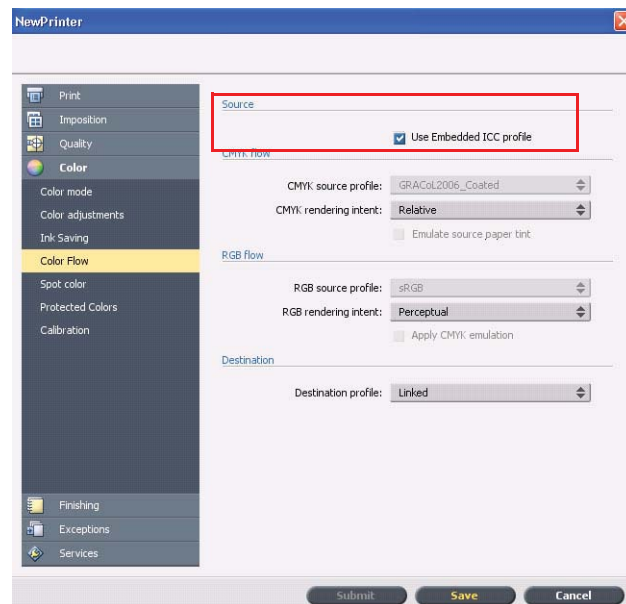 NewPrinter
Print
Imposition
Quality
Color
Color mode
Color adjustments
Ink Saving
Color Flow
Spot color
Protected Colors
Calibration
Finishing
Exceptions
Services
Source
Use Embedded ICC profile
CMYK flow
CMYK source profile: GRACoL2006_Coated
CMYK rendering intent: Relative
Emulate source paper tint
RGB flow
RGB source profile: sRGB
RGB rendering intent: Perceptual
Apply CMYK emulation
Destination
Destination profile: Linked
Submit Save Cancel